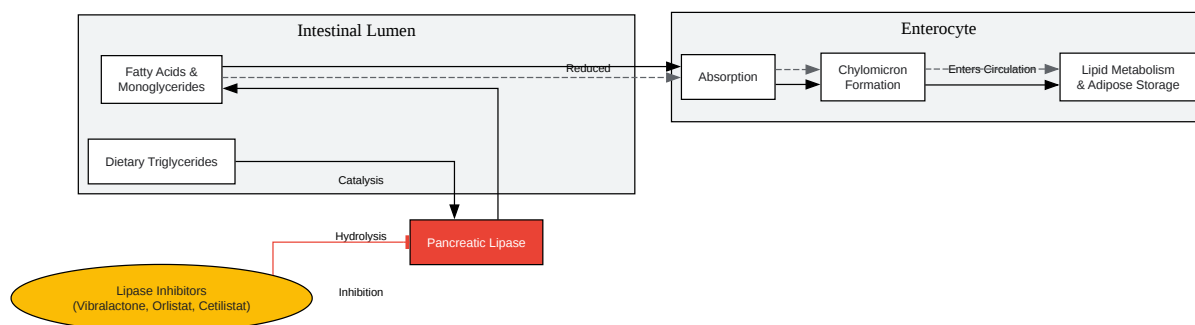 Intestinal Lumen
Enterocyte
Fatty Acids &
Monoglycerides
Reduced
Absorption
Chylomicron
Formation
Enters Circulation
Lipid Metabolism
& Adipose Storage
Dietary Triglycerides
Catalysis
Hydrolysis
Pancreatic Lipase
Lipase Inhibitors
(Vibralactone, Orlistat, Cetilistat)
Inhibition